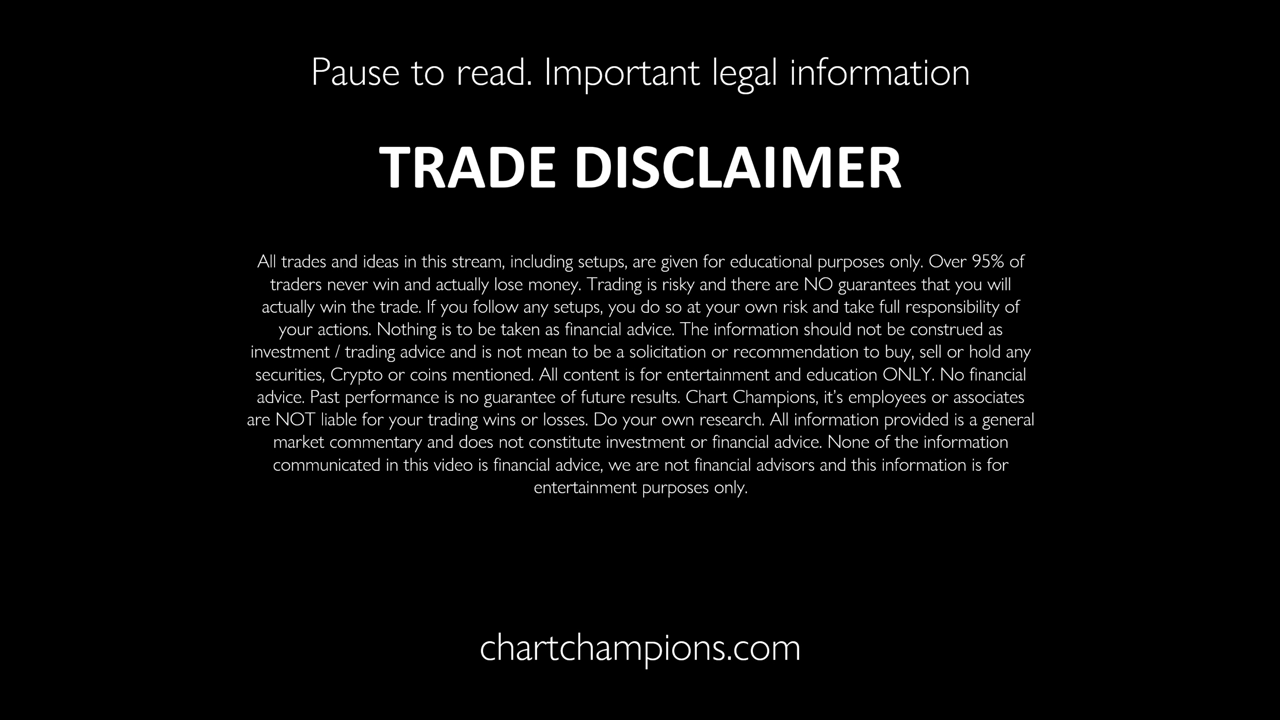 Pause to read. Important legal information
TRADE DISCLAIMER
All trades and ideas in this stream, including setups, are given for educational purposes only. Over 95% of
traders never win and actually lose money. Trading is risky and there are NO guarantees that you will
actually win the trade. If you follow any setups, you do so at your own risk and take full responsibility of
your actions. Nothing is to be taken as financial advice. The information should not be construed as
investment / trading advice and is not mean to be a solicitation or recommendation to buy, sell or hold any
securities, Crypto or coins mentioned. All content is for entertainment and education ONLY. No financial
advice. Past performance is no guarantee of future results. Chart Champions, it's employees or associates
are NOT liable for your trading wins or losses. Do your own research. All information provided is a general
market commentary and does not constitute investment or financial advice. None of the information
communicated in this video is financial advice, we are not financial advisors and this information is for
entertainment purposes only.
chartchampions.com